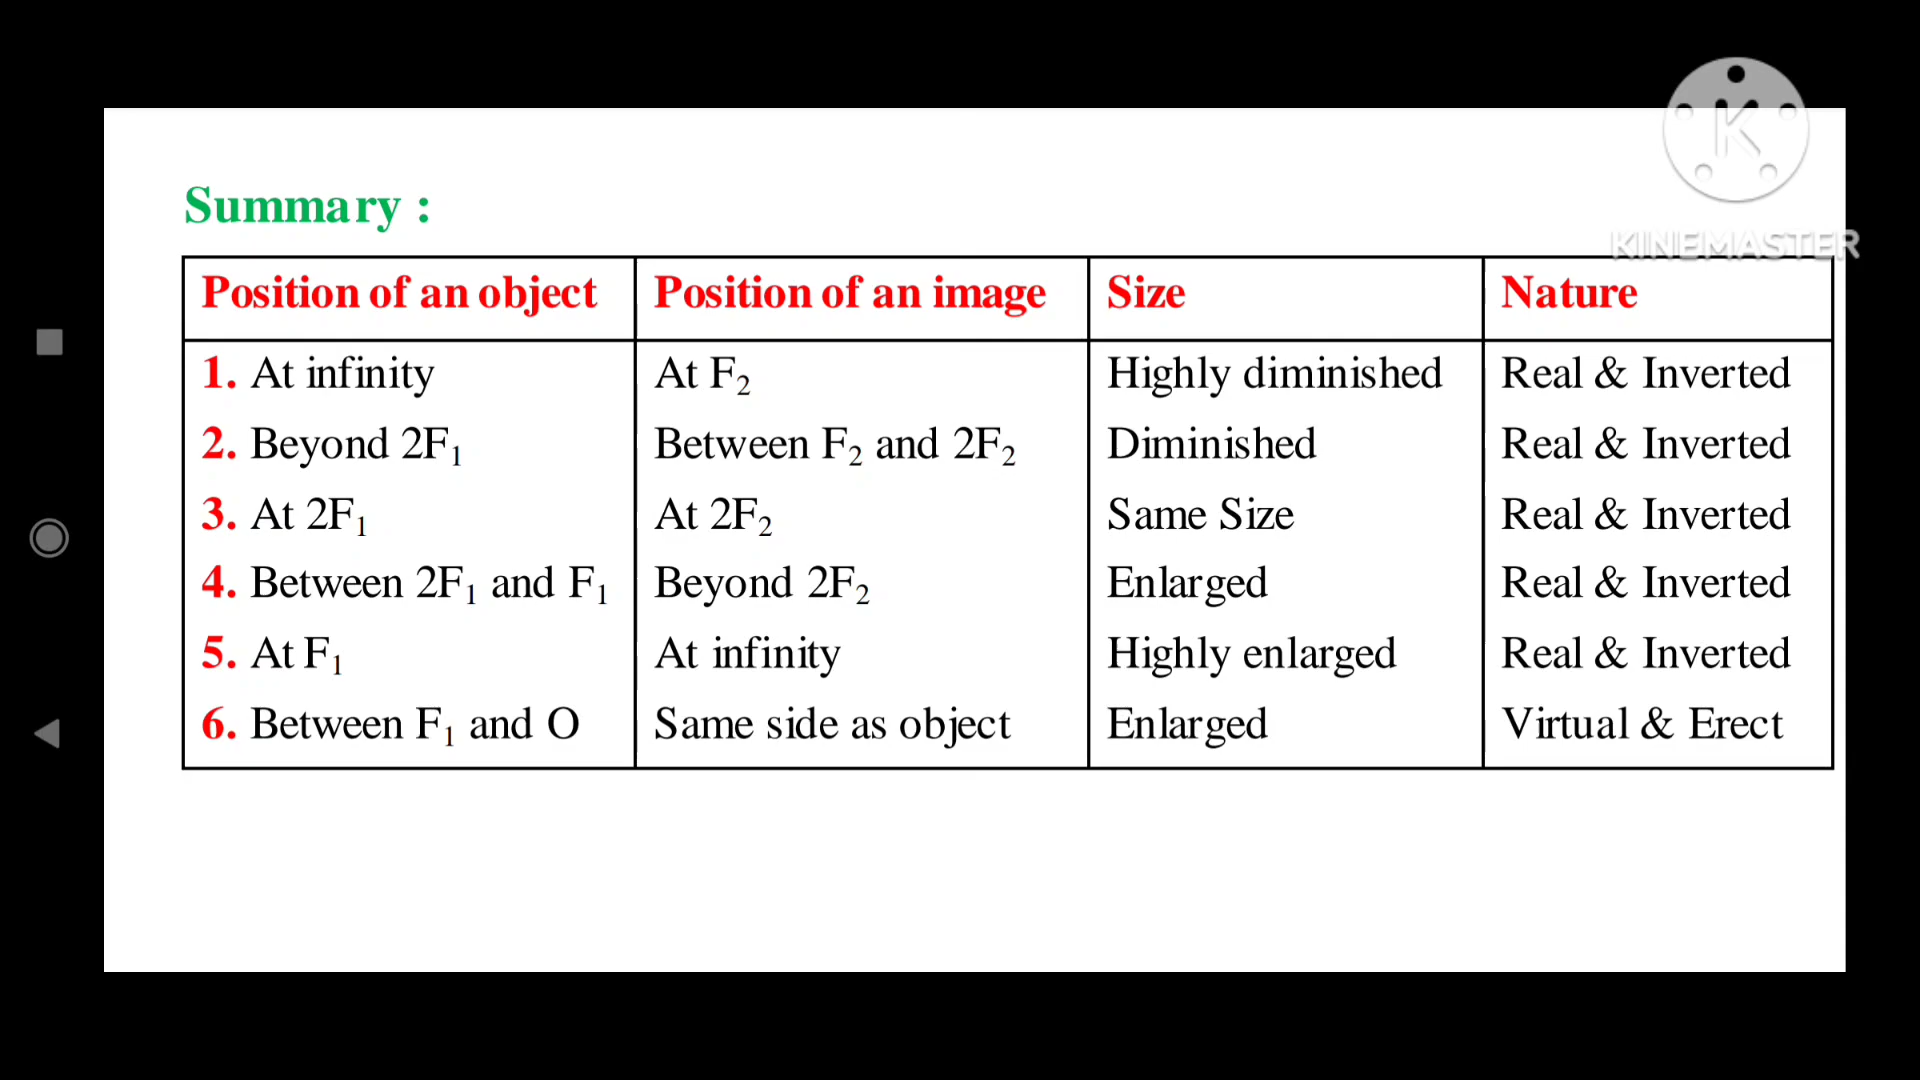 KINEMASTER
Summary :
Position of an object Position of an image Size Nature
1. At infinity At F₂ Highly diminished Real & Inverted
2. Beyond 2F₁ Between F₂ and 2F₂ Diminished Real & Inverted
3. At 2F₁ At 2F₂ Same Size Real & Inverted
4. Between 2F₁ and F₁ Beyond 2F₂ Enlarged Real & Inverted
5. At F₁ At infinity Highly enlarged Real & Inverted
6. Between F₁ and O Same side as object Enlarged Virtual & Erect